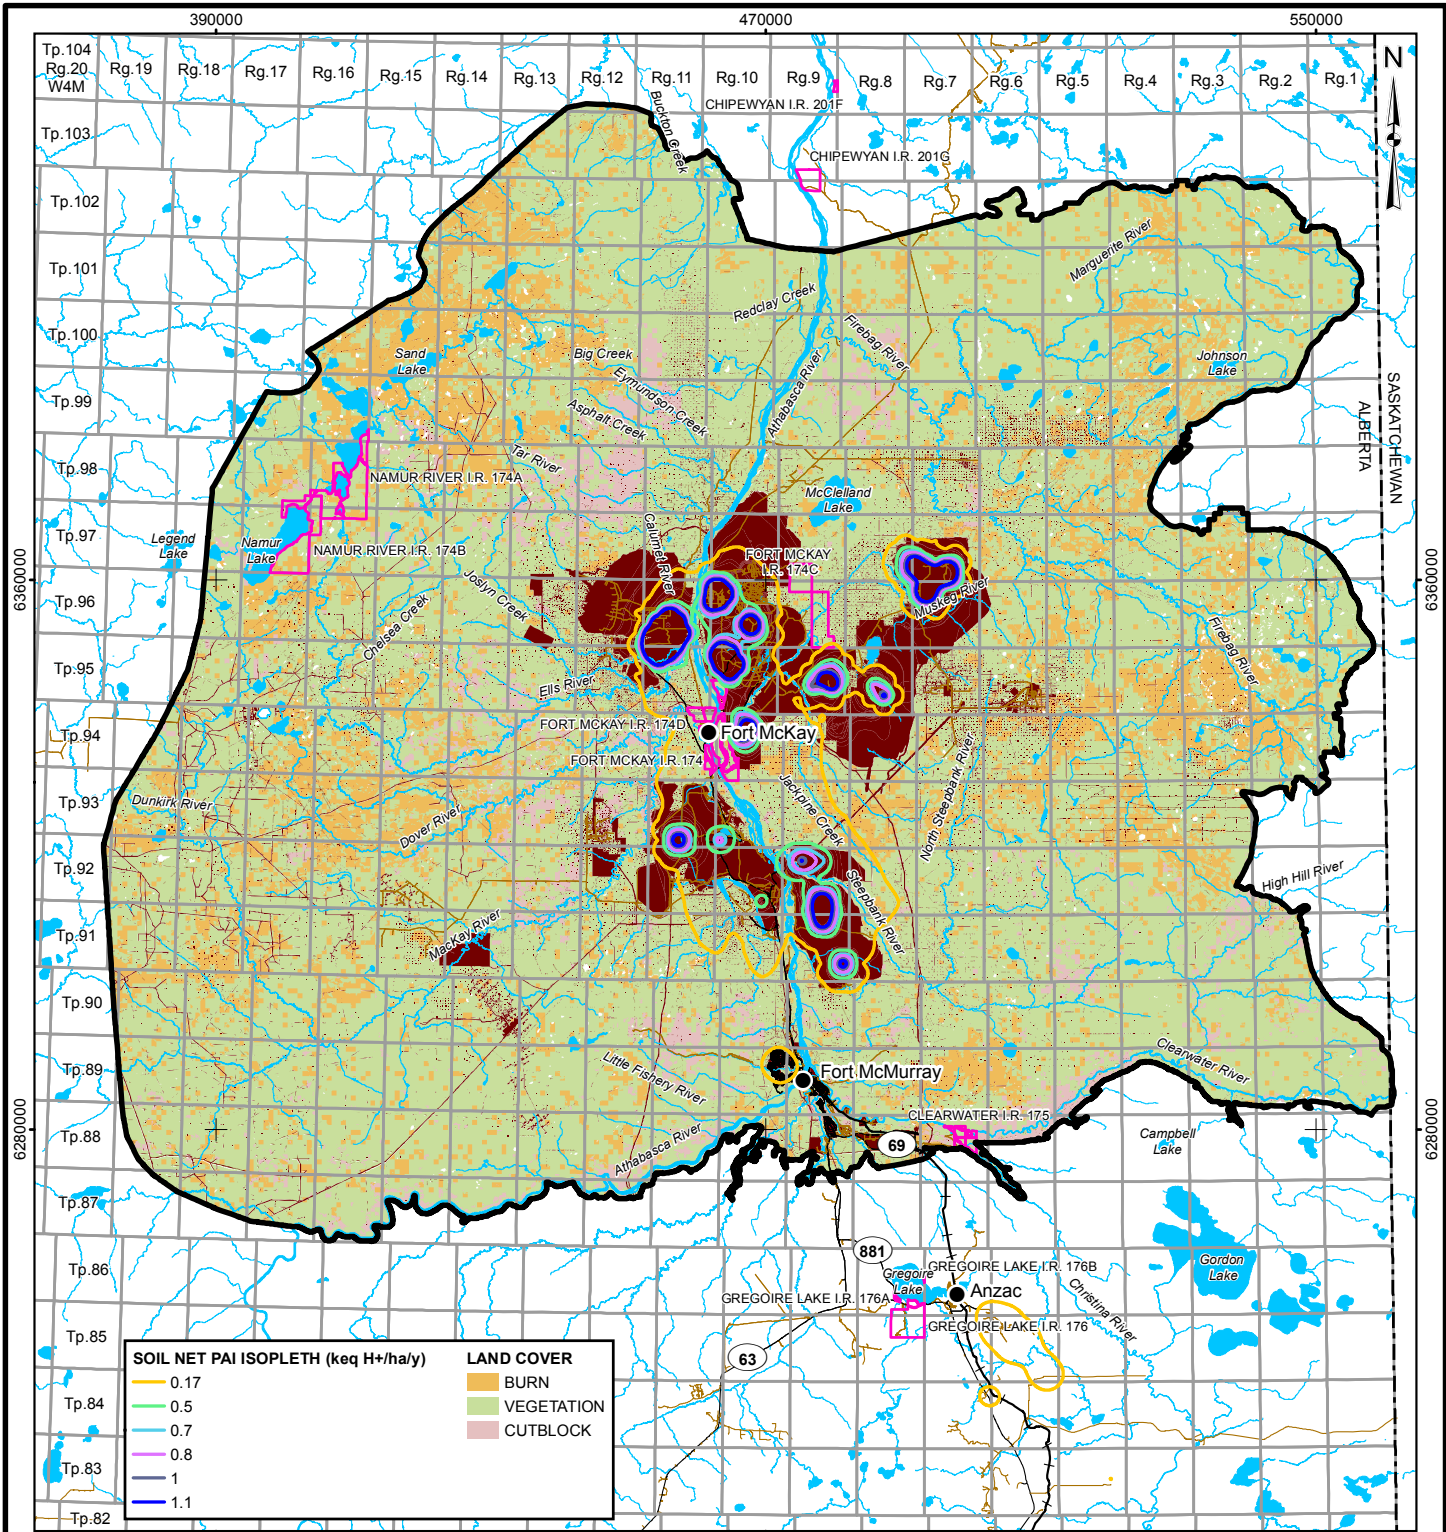 390000
470000
550000
Tp.104
Rg.20
W4M
Rg.19
Rg.18
Rg.17
Rg.16
Rg.15
Rg.14
Rg.13
Rg.12
Rg.11
Rg.10
Rg.9
Rg.8
Rg.7
Rg.6
Rg.5
Rg.4
Rg.3
Rg.2
Rg.1
N
CHIPEWYAN I.R. 201F
Buckton Creek
Tp.103
CHIPEWYAN I.R. 201G
Tp.102
Marguerite River
Tp.101
Redclay Creek
Tp.100
Firebag River
Sand
Lake
Big Creek
Johnson
Lake
Athabasca River
Eymundson Creek
Tp.99
Asphalt Creek
SASKATCHEWAN
ALBERTA
Tar River
Tp.98
NAMUR RIVER I.R. 174A
McClelland
Lake
Tp.97
Legend
Lake
Namur
Lake
NAMUR RIVER I.R. 174B
Calumet River
FORT MCKAY
I.R. 174C
6360000
6360000
Joslyn Creek
Muskeg River
Tp.96
Chelsea Creek
Firebag River
Tp.95
Ells River
Tp.94
FORT MCKAY I.R. 174D
Fort McKay
FORT MCKAY I.R. 174
North Steepbank River
Tp.93
Dunkirk River
Dover River
Jackpine Creek
Tp.92
High Hill River
Steepbank River
Tp.91
MacKay River
Tp.90
Little Fishery River
Clearwater River
Tp.89
Fort McMurray
CLEARWATER I.R. 175
6280000
6280000
Tp.88
Athabasca River
69
Campbell
Lake
Tp.87
881
Tp.86
Gregoire
Lake
GREGOIRE LAKE I.R. 176B
Gordon
Lake
Anzac
Christina River
GREGOIRE LAKE I.R. 176A
GREGOIRE LAKE I.R. 176
Tp.85
63
SOIL NET PAI ISOPLETH (keq H+/ha/y)
0.17
0.5
0.7
0.8
1
1.1
LAND COVER
BURN
VEGETATION
CUTBLOCK
Tp.84
Tp.83
Tp.82